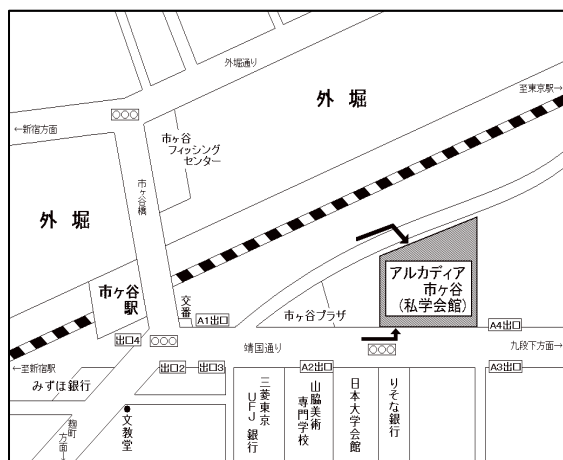 外堀通り
外 堀
至東京駅→
←新宿方面
市ヶ谷
フィッシング
センター
市ヶ谷橋
外 堀
市ヶ谷
駅
交番
A1出口
市ヶ谷プラザ
アルカディア
市ヶ谷
(私学会館)
A4出口
出口4
靖国通り
九段下方面→
←至新宿駅
出口2
出口3
A2出口
A3出口
みずほ銀行
麹町
方面→
文教堂
三菱東京
UFJ 銀行
山脇美術
専門学校
日本大学会館
りそな銀行